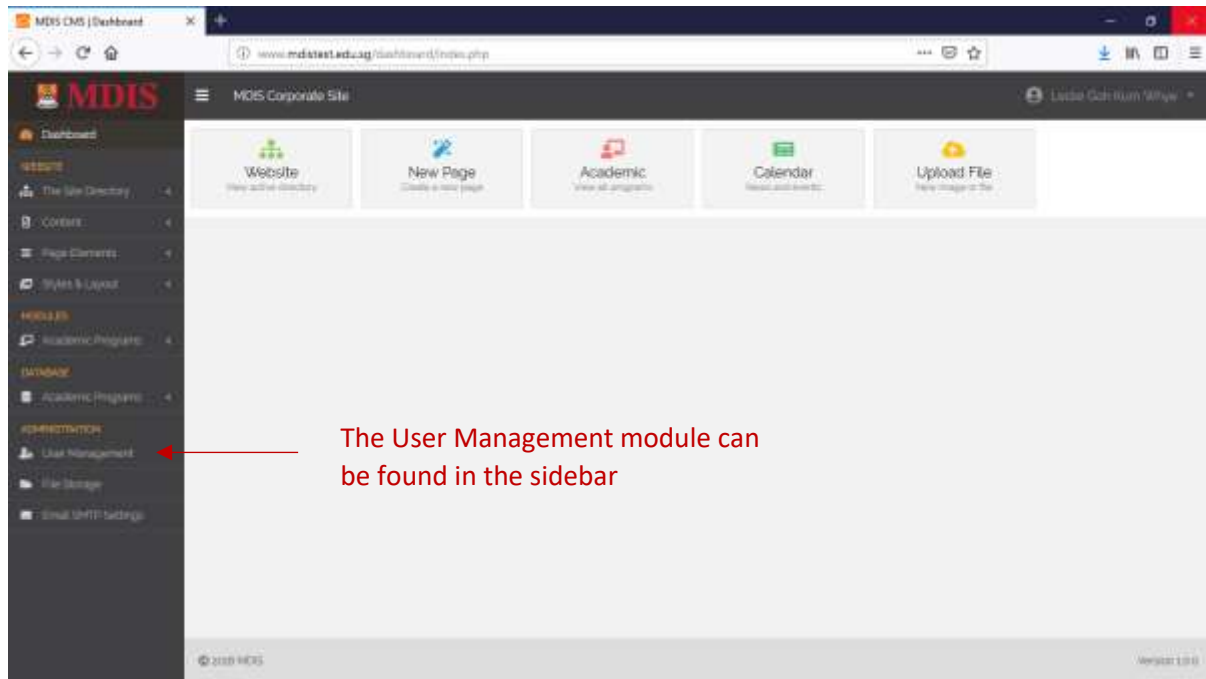 MDIS CMS | Dashboard
www.mdistest.edu.sg/dashboard/index.php
MDIS
MDIS Corporate Site
Dashboard
WEBSITE
The Site Directory
Content
Page Elements
Styles & Layout
MODULES
Academic Programs
DATABASE
Academic Programs
ADMINISTRATION
User Management
File Storage
Email SMTP Settings
Website
View active directory
New Page
Create a new page
Academic
View all programs
Calendar
News and events
Upload File
New image or file
The User Management module can
be found in the sidebar
© 2018 MDIS
Version 1.0.0